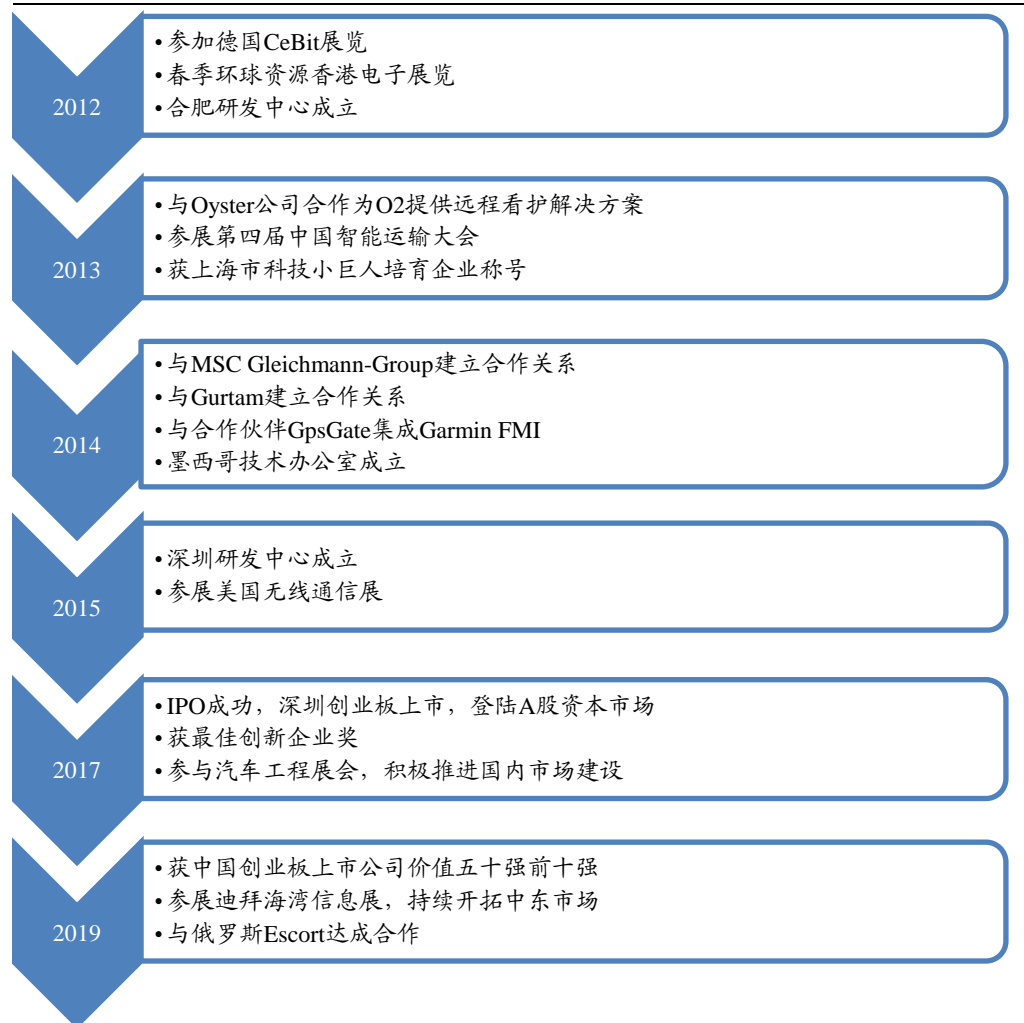 2012
•参加德国CeBit展览
•春季环球资源香港电子展览
•合肥研发中心成立
2013
•与Oyster公司合作为O2提供远程看护解决方案
•参展第四届中国智能运输大会
•获上海市科技小巨人培育企业称号
2014
•与MSC Gleichmann-Group建立合作关系
•与Gurtam建立合作关系
•与合作伙伴GpsGate集成Garmin FMI
•墨西哥技术办公室成立
2015
•深圳研发中心成立
•参展美国无线通信展
2017
•IPO成功，深圳创业板上市，登陆A股资本市场
•获最佳创新企业奖
•参与汽车工程展会，积极推进国内市场建设
2019
•获中国创业板上市公司价值五十强前十强
•参展迪拜海湾信息展，持续开拓中东市场
•与俄罗斯Escort达成合作